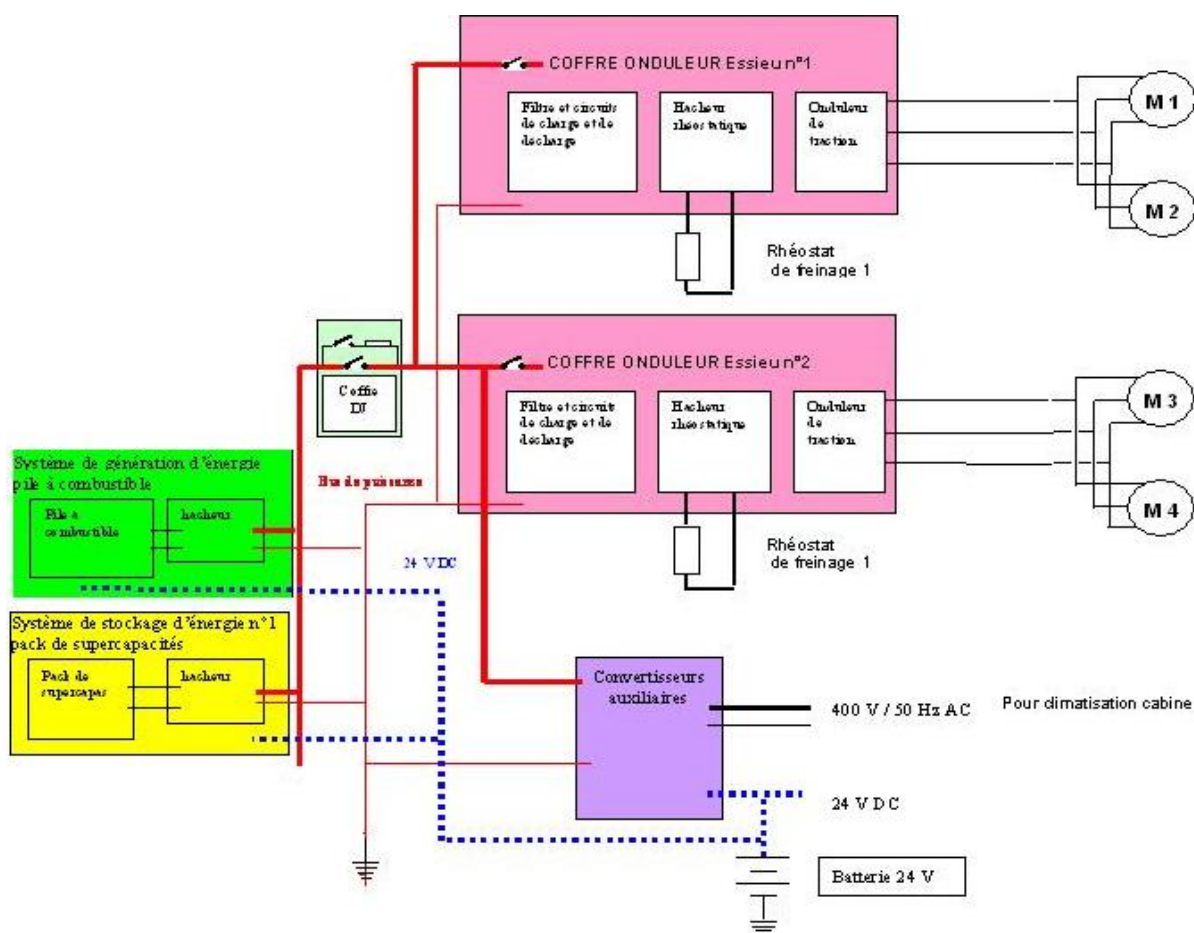 COFFRE ONDULEUR Essieu n°1
Filtre et circuits
de charge et de
décharge
Hacheur
rhéostatique
Onduleur
de
traction
M 1
M 2
Rhéostat
de freinage 1
COFFRE ONDULEUR Essieu n°2
Filtre et circuits
de charge et de
décharge
Hacheur
rhéostatique
Onduleur
de
traction
M 3
M 4
Rhéostat
de freinage 1
Coffre
DJ
Bus de puissance
Système de génération d'énergie
pile à combustible
Pile à
combustible
hacheur
24 V DC
Système de stockage d'énergie n°1
pack de supercapacités
Pack de
supercapas
hacheur
Convertisseurs
auxiliaires
400 V / 50 Hz AC
Pour climatisation cabine
24 V DC
Batterie 24 V